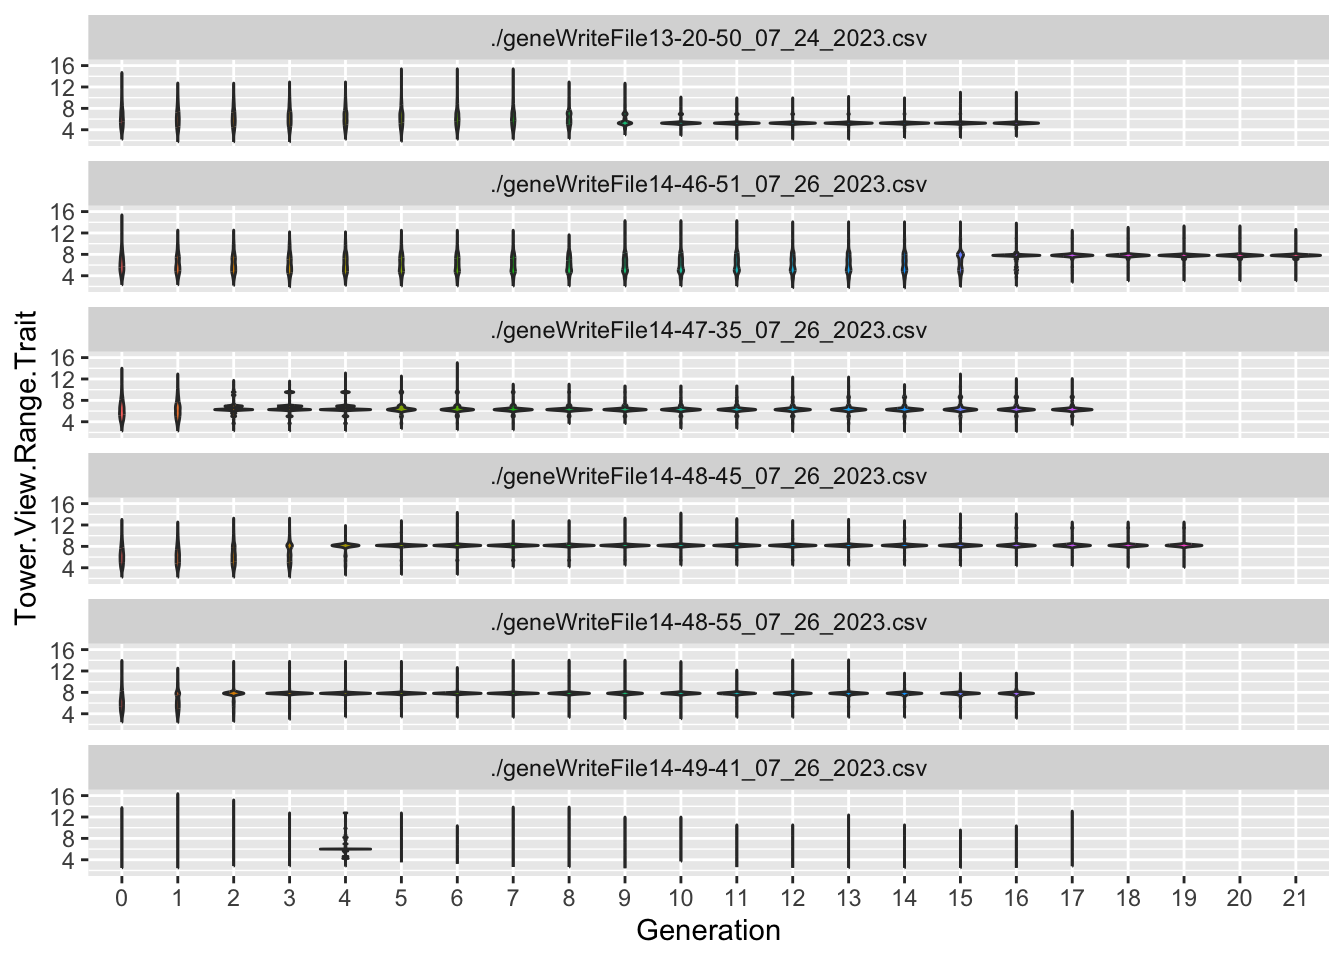 ./geneWriteFile13-20-50_07_24_2023.csv
16
12
8
4
./geneWriteFile14-46-51_07_26_2023.csv
16
12
8
4
./geneWriteFile14-47-35_07_26_2023.csv
16
12
8
4
./geneWriteFile14-48-45_07_26_2023.csv
16
12
8
4
./geneWriteFile14-48-55_07_26_2023.csv
16
12
8
4
./geneWriteFile14-49-41_07_26_2023.csv
16
12
8
4
Tower.View.Range.Trait
0 1 2 3 4 5 6 7 8 9 10 11 12 13 14 15 16 17 18 19 20 21
Generation